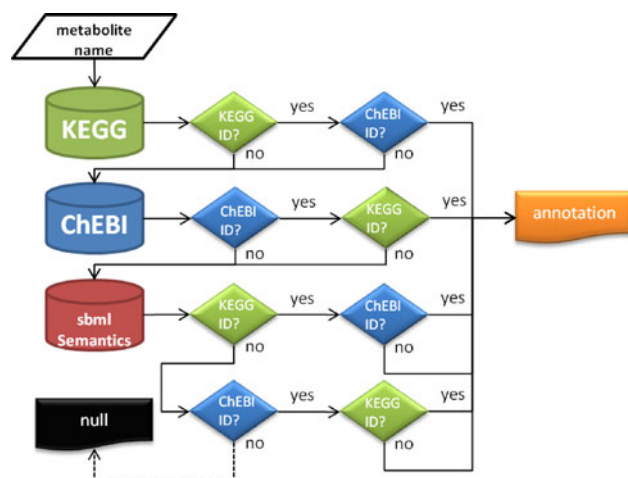 metabolite
name
KEGG
KEGG
ID?
yes
ChEBI
ID?
yes
no
no
ChEBI
ChEBI
ID?
yes
KEGG
ID?
yes
annotation
no
no
sbml
Semantics
KEGG
ID?
yes
ChEBI
ID?
yes
no
no
null
ChEBI
ID?
yes
KEGG
ID?
yes
no
no